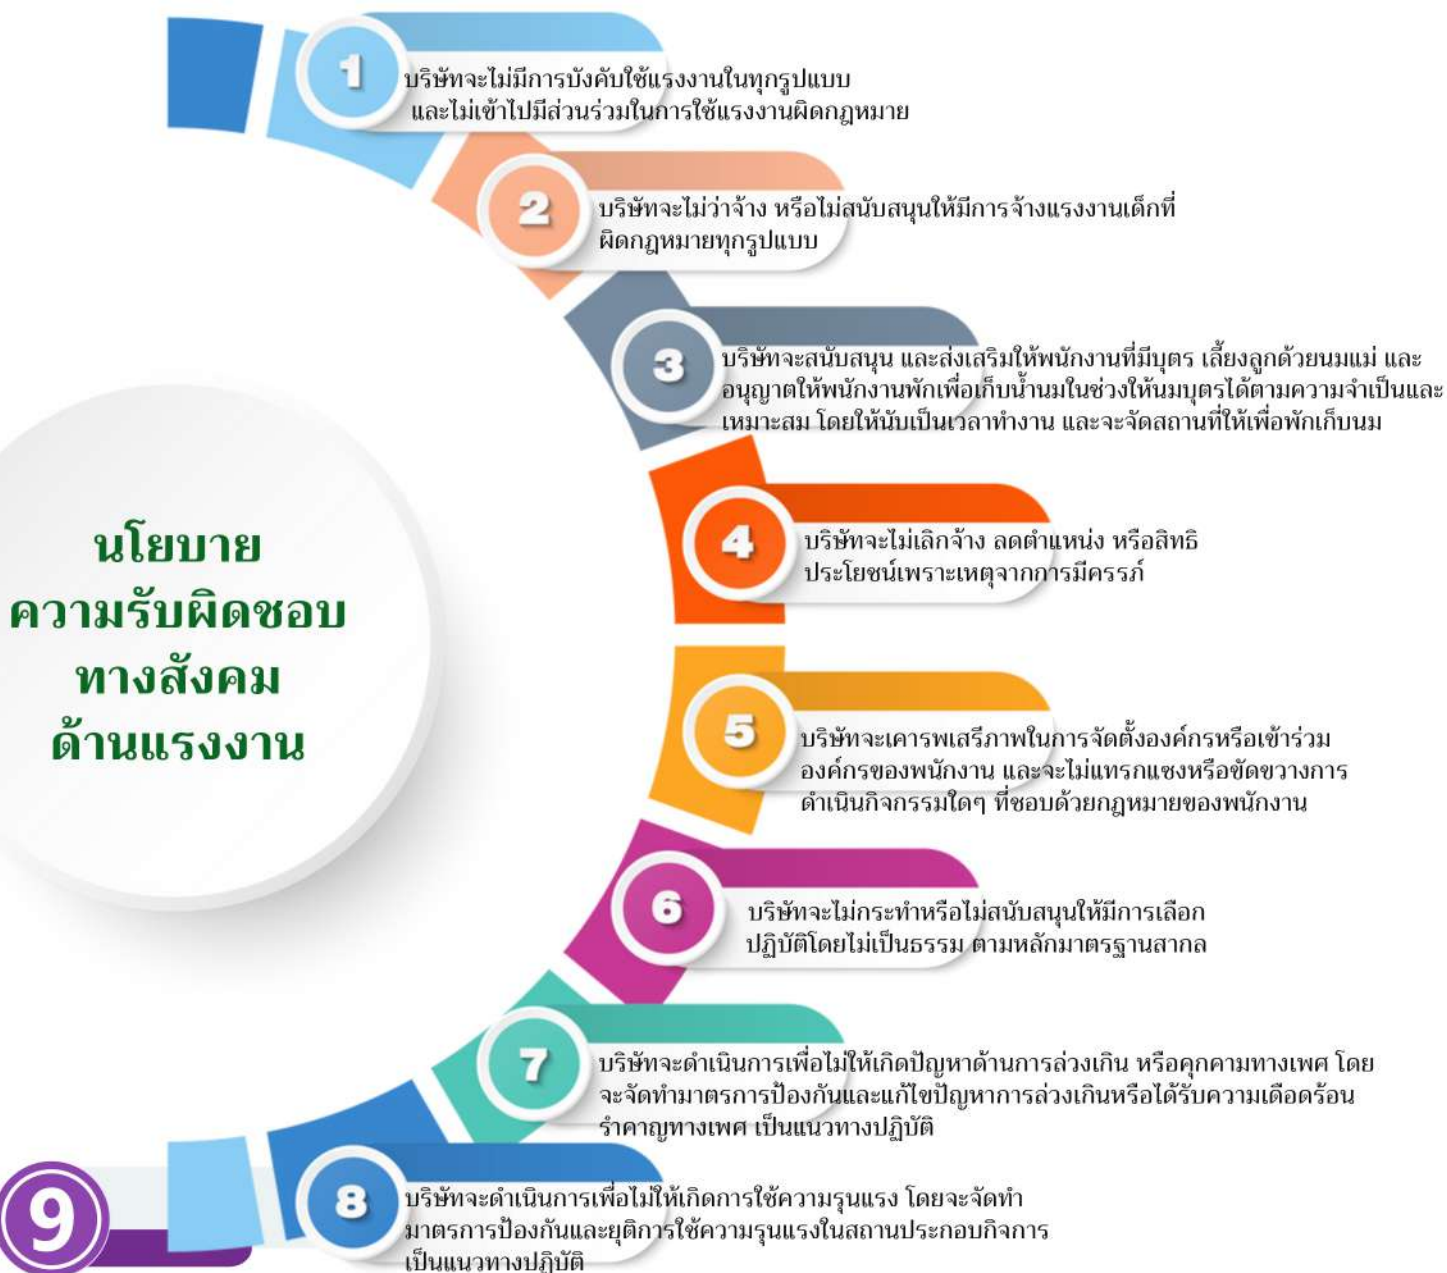 นโยบาย
ความรับผิดชอบ
ทางสังคม
ด้านแรงงาน
1
บริษัทจะไม่มีการบังคับใช้แรงงานในทุกรูปแบบ
และไม่เข้าไปมีส่วนร่วมในการใช้แรงงานผิดกฎหมาย
2
บริษัทจะไม่ว่าจ้าง หรือไม่สนับสนุนให้มีการจ้างแรงงานเด็กที่
ผิดกฎหมายทุกรูปแบบ
3
บริษัทจะสนับสนุน และส่งเสริมให้พนักงานที่มีบุตร เลี้ยงลูกด้วยนมแม่ และ
อนุญาตให้พนักงานพักเพื่อเก็บน้ำนมในช่วงให้นมบุตรได้ตามความจำเป็นและ
เหมาะสม โดยให้นับเป็นเวลาทำงาน และจะจัดสถานที่ให้เพื่อพักเก็บนม
4
บริษัทจะไม่เลิกจ้าง ลดตำแหน่ง หรือสิทธิ
ประโยชน์เพราะเหตุจากการมีครรภ์
5
บริษัทจะเคารพเสรีภาพในการจัดตั้งองค์กรหรือเข้าร่วม
องค์กรของพนักงาน และจะไม่แทรกแซงหรือขัดขวางการ
ดำเนินกิจกรรมใดๆ ที่ชอบด้วยกฎหมายของพนักงาน
6
บริษัทจะไม่กระทำหรือไม่สนับสนุนให้มีการเลือก
ปฏิบัติโดยไม่เป็นธรรม ตามหลักมาตรฐานสากล
7
บริษัทจะดำเนินการเพื่อไม่ให้เกิดปัญหาด้านการล่วงเกิน หรือคุกคามทางเพศ โดย
จะจัดทำมาตรการป้องกันและแก้ไขปัญหาการล่วงเกินหรือได้รับความเดือดร้อน
รำคาญทางเพศ เป็นแนวทางปฏิบัติ
8
บริษัทจะดำเนินการเพื่อไม่ให้เกิดการใช้ความรุนแรง โดยจะจัดทำ
มาตรการป้องกันและยุติการใช้ความรุนแรงในสถานประกอบกิจการ
เป็นแนวทางปฏิบัติ
9